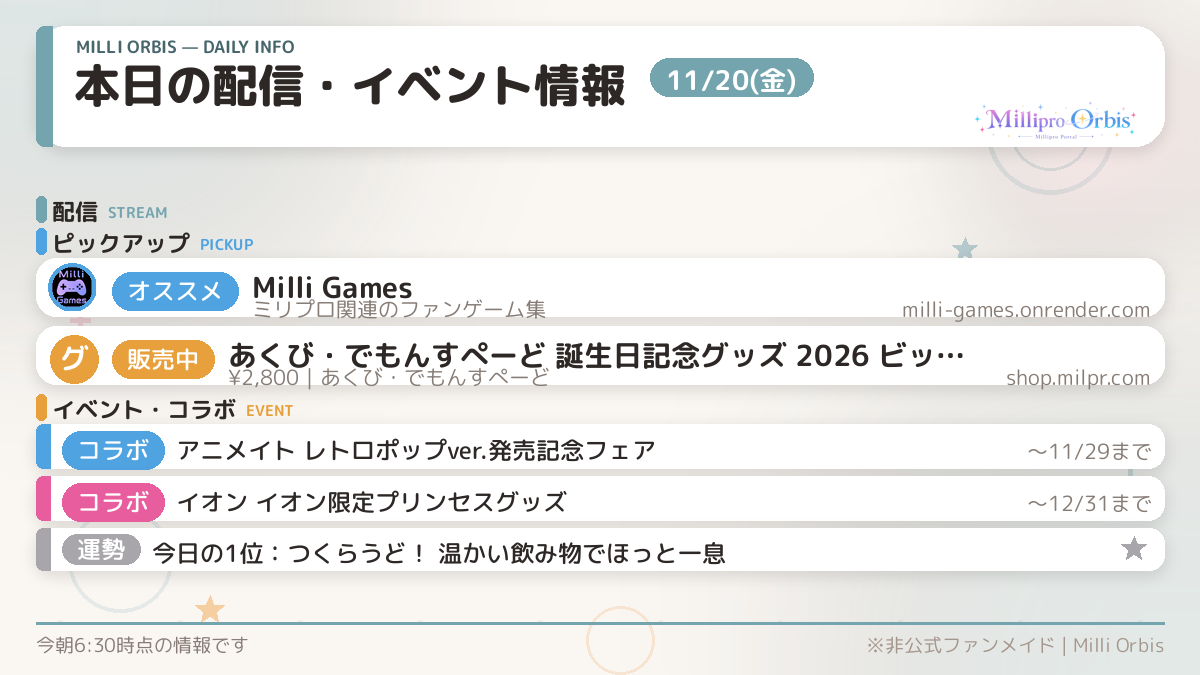 MILLI ORBIS — DAILY INFO
本日の配信・イベント情報 11/20(金)
Millipro Orbis
Millipro Portal
配信 STREAM
ピックアップ PICKUP
Milli Games
オススメ Milli Games
ミリプロ関連のファンゲーム集 milli-games.onrender.com
グ 販売中 あくび・でもんすぺーど 誕生日記念グッズ 2026 ビッ…
¥2,800 | あくび・でもんすぺーど shop.milpr.com
イベント・コラボ EVENT
コラボ アニメイト レトロポップver.発売記念フェア 〜11/29まで
コラボ イオン イオン限定プリンセスグッズ 〜12/31まで
運勢 今日の1位：つくらうど！ 温かい飲み物でほっと一息 ★
今朝6:30時点の情報です ※非公式ファンメイド | Milli Orbis